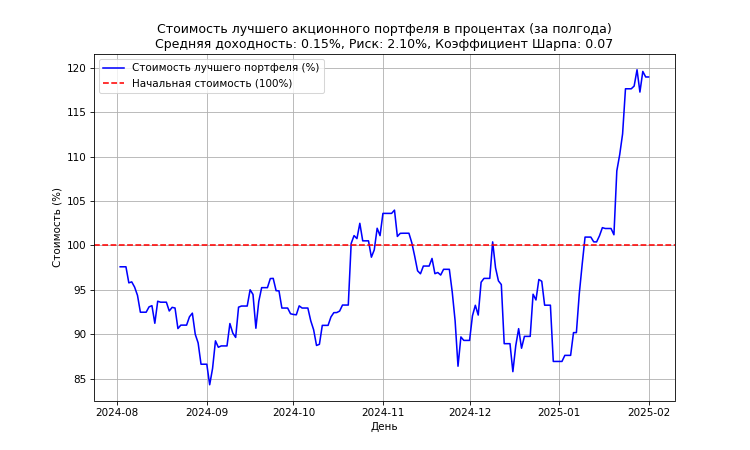 Стоимость лучшего акционного портфеля в процентах (за полгода)
Средняя доходность: 0.15%, Риск: 2.10%, Коэффициент Шарпа: 0.07
Стоимость лучшего портфеля (%)
Начальная стоимость (100%)
Стоимость (%)
120
115
110
105
100
95
90
85
2024-08
2024-09
2024-10
2024-11
2024-12
2025-01
2025-02
День